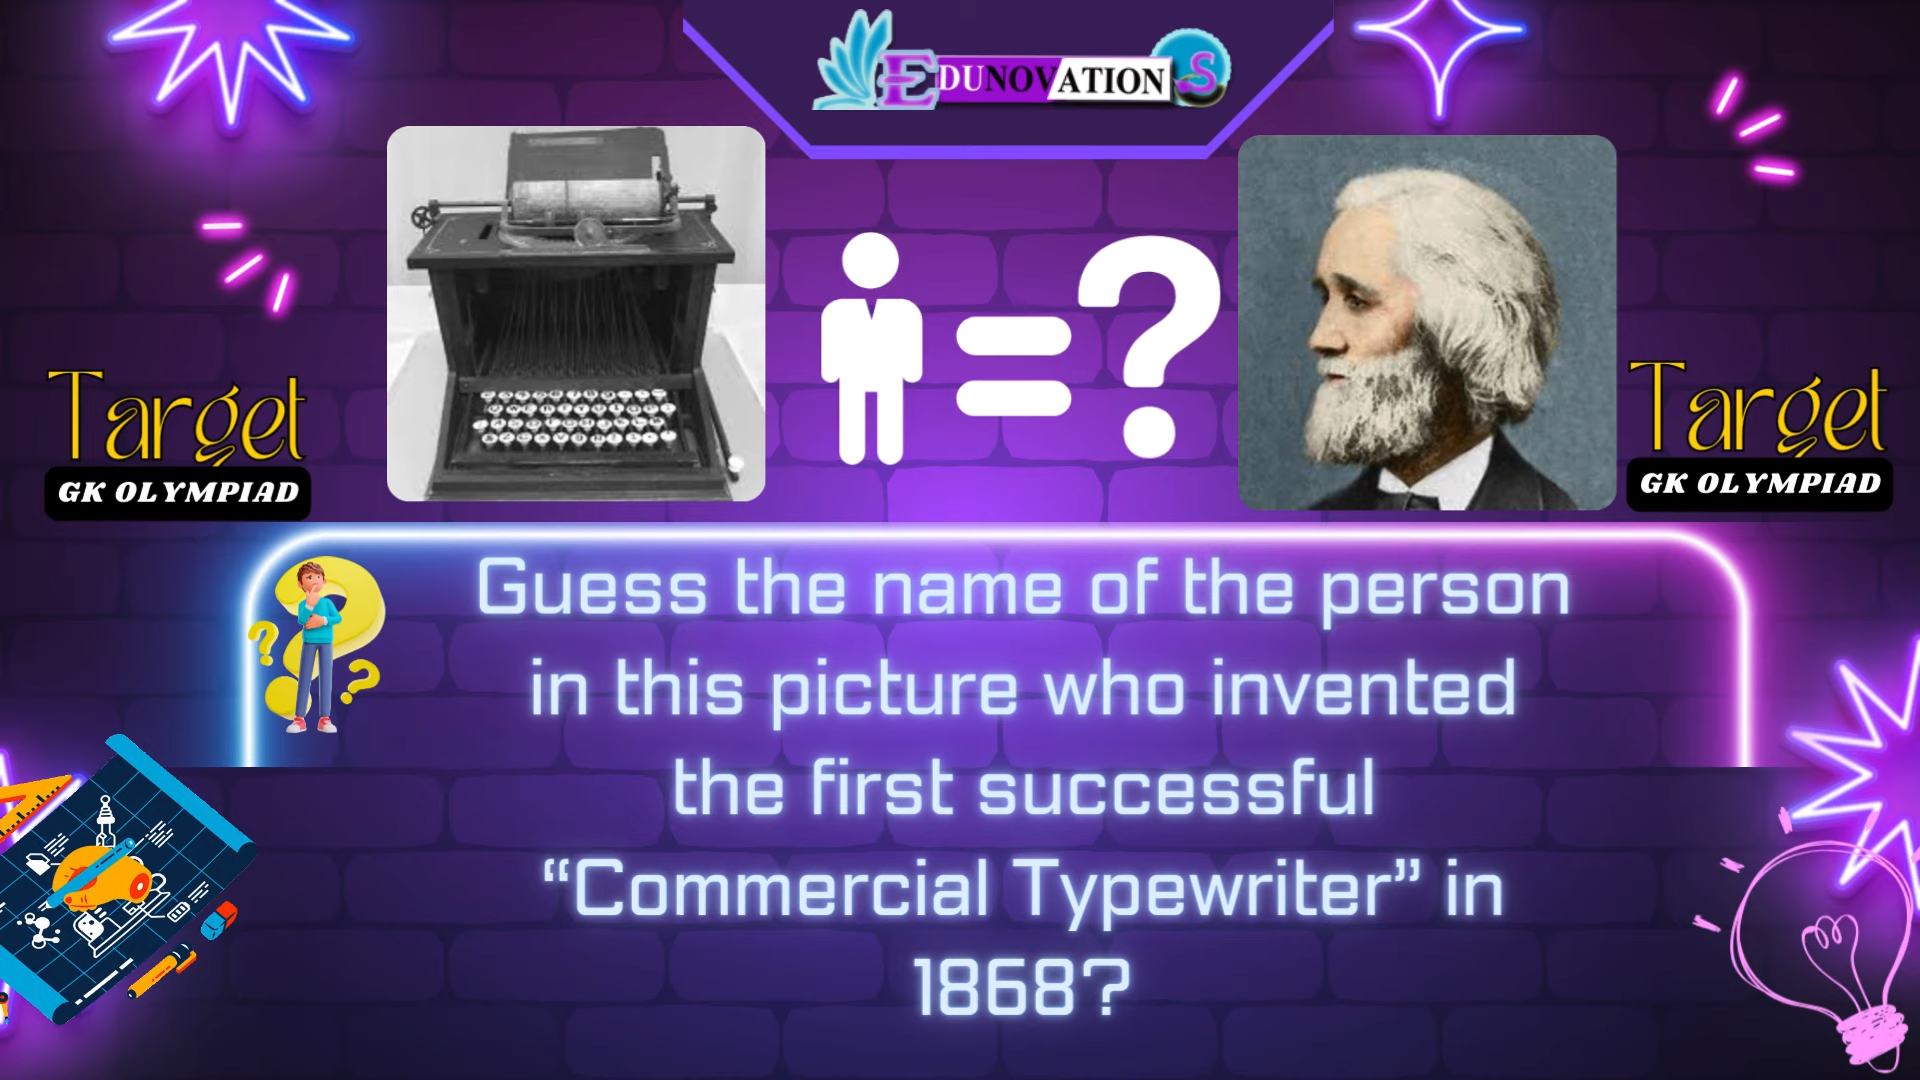 EDUNOVATION S
Target
GK OLYMPIAD
Target
GK OLYMPIAD
Guess the name of the person
in this picture who invented
the first successful
“Commercial Typewriter” in
1868?